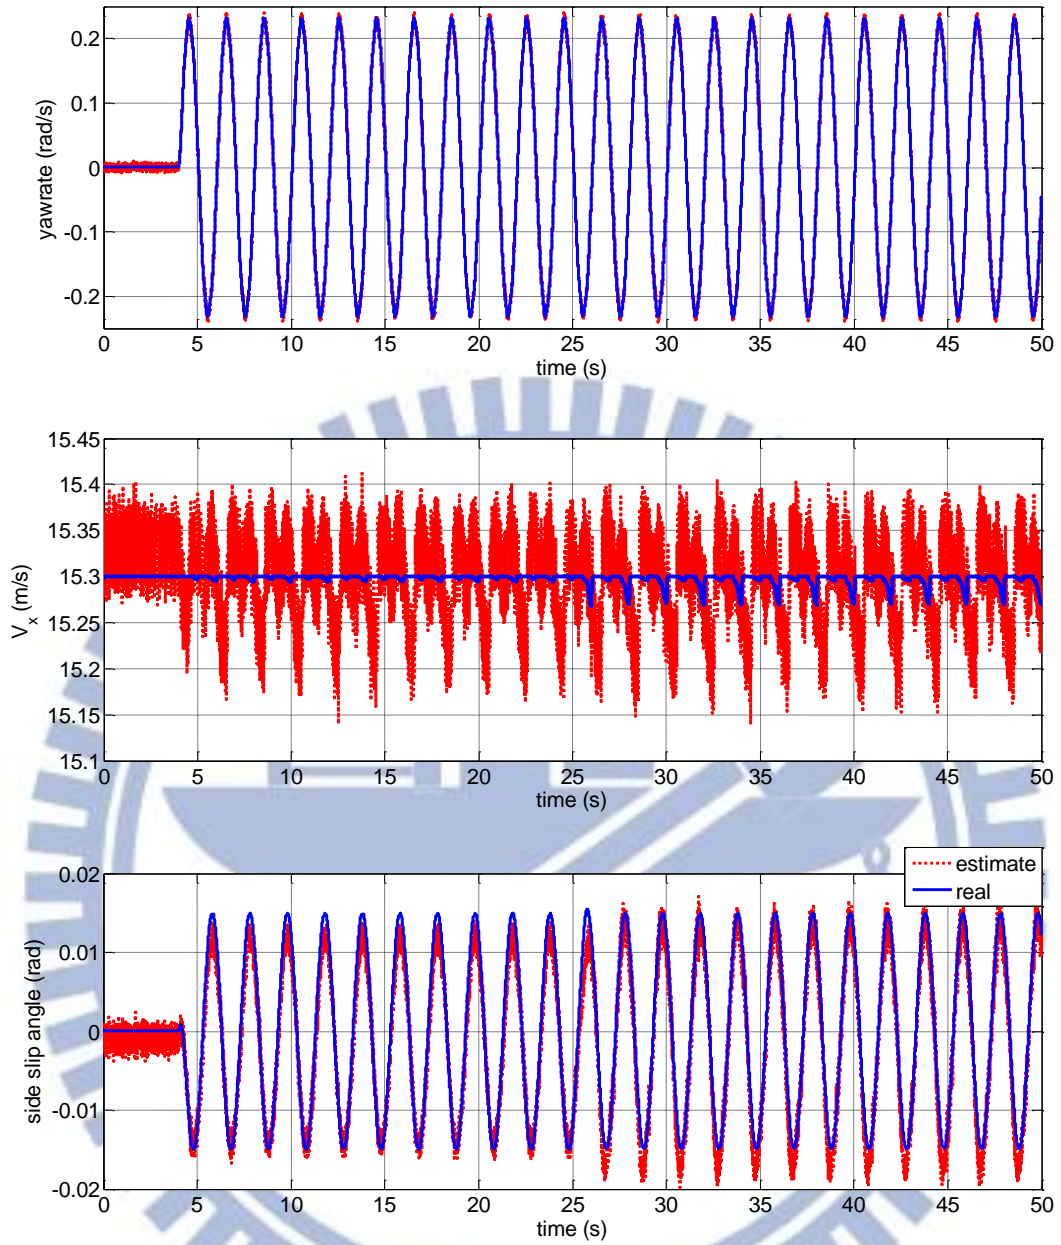 0.2
0.1
0
-0.1
-0.2
yawrate (rad/s)
0 5 10 15 20 25 30 35 40 45 50
time (s)
15.45
15.4
15.35
15.3
15.25
15.2
15.15
15.1
V_x (m/s)
0 5 10 15 20 25 30 35 40 45 50
time (s)
estimate
real
0.02
0.01
0
-0.01
-0.02
side slip angle (rad)
0 5 10 15 20 25 30 35 40 45 50
time (s)